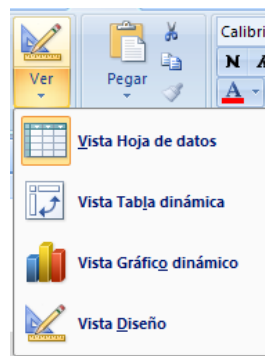 Calibri
Ver
Pegar
N
A
Vista Hoja de datos
Vista Tabla dinámica
Vista Gráfico dinámico
Vista Diseño